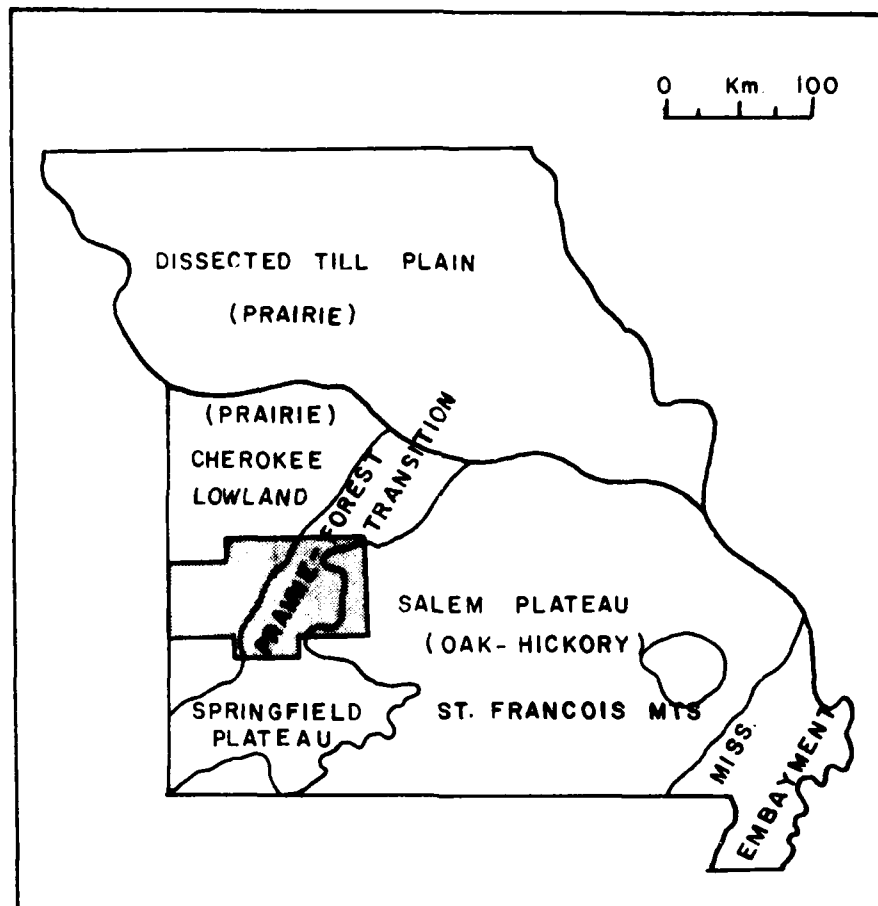 0 Km. 100
DISSECTED TILL PLAIN
(PRAIRIE)
(PRAIRIE)
CHEROKEE
LOWLAND
PRAIRIE-FOREST
TRANSITION
SALEM PLATEAU
(OAK-HICKORY)
SPRINGFIELD
PLATEAU
ST. FRANCOIS MTS
MISS.
EMBAYMENT